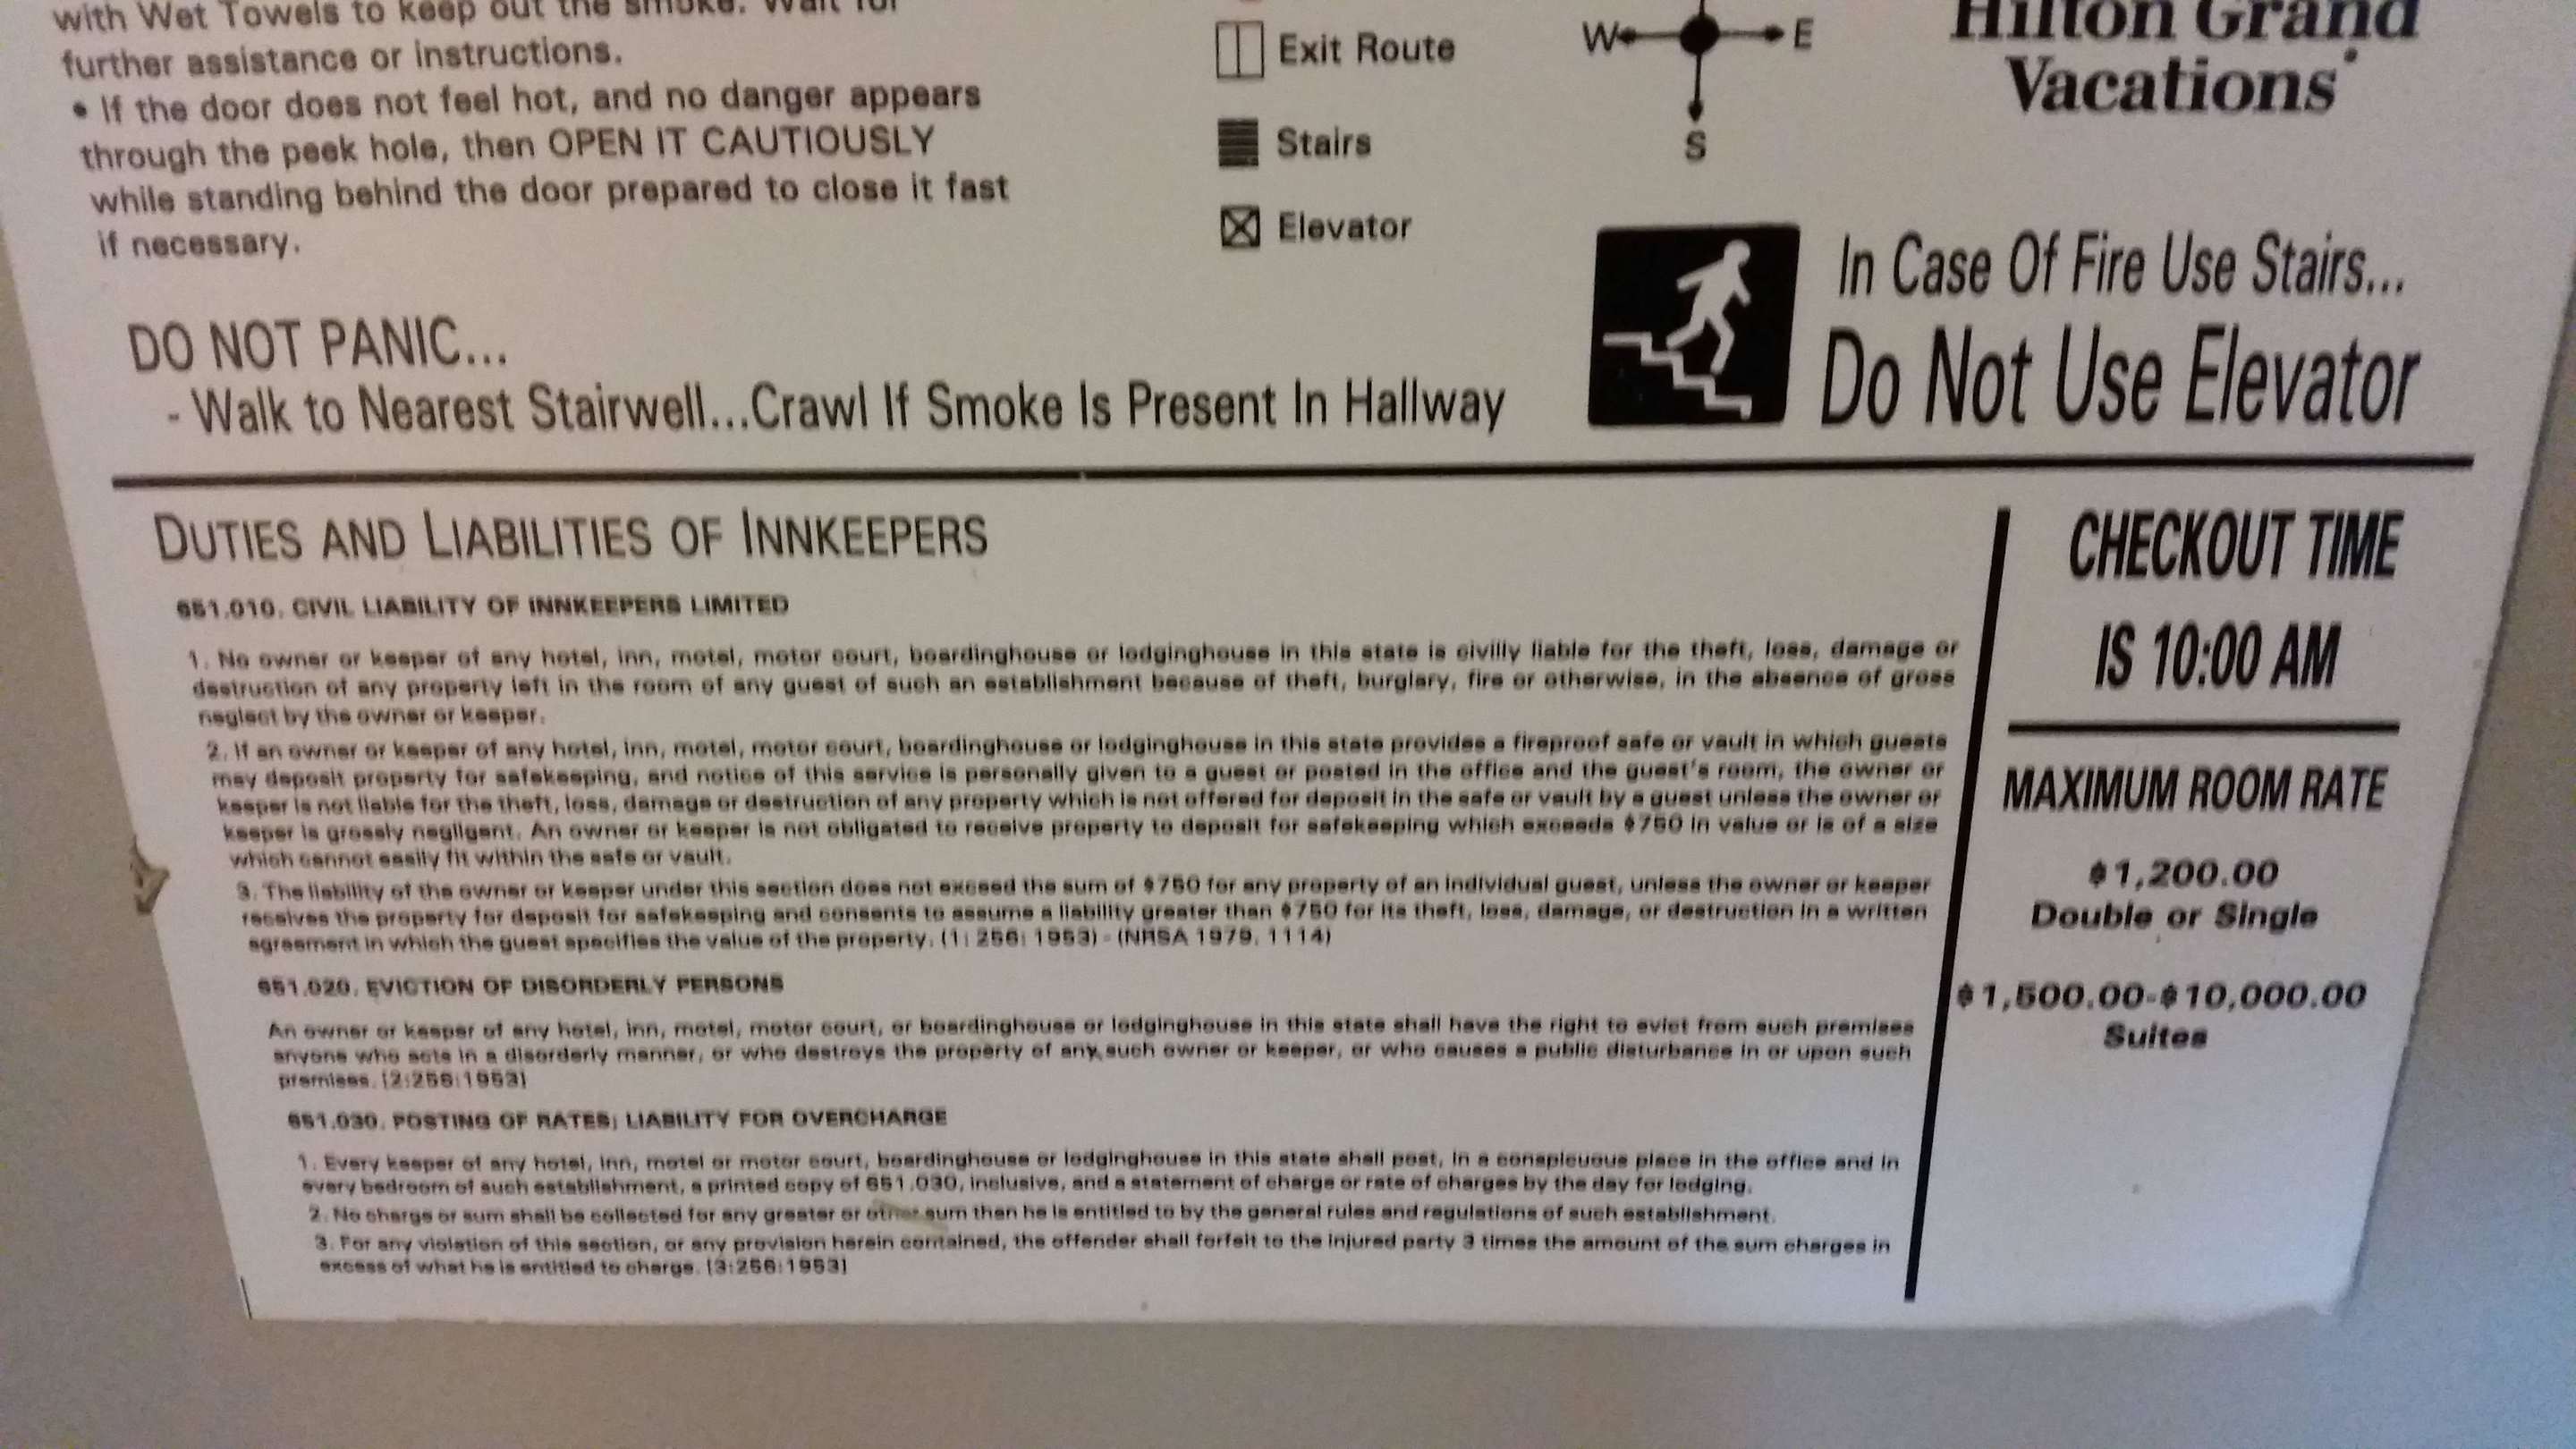 with Wet Towels to keep out the smoke. Wait for
further assistance or instructions.
• If the door does not feel hot, and no danger appears
through the peek hole, then OPEN IT CAUTIOUSLY
while standing behind the door prepared to close it fast
if necessary.
Exit Route
Stairs
Elevator
W E
S
Hilton Grand
Vacations
In Case Of Fire Use Stairs...
Do Not Use Elevator
DO NOT PANIC...
- Walk to Nearest Stairwell...Crawl If Smoke Is Present In Hallway
DUTIES AND LIABILITIES OF INNKEEPERS
651.010. CIVIL LIABILITY OF INNKEEPERS LIMITED
1. No owner or keeper of any hotel, inn, motel, motor court, boardinghouse or lodginghouse in this state is civilly liable for the theft, loss, damage or
destruction of any property left in the room of any guest of such an establishment because of theft, burglary, fire or otherwise, in the absence of gross
neglect by the owner or keeper.
2. If an owner or keeper of any hotel, inn, motel, motor court, boardinghouse or lodginghouse in this state provides a fireproof safe or vault in which guests
may deposit property for safekeeping, and notice of this service is personally given to a guest or posted in the office and the guest's room, the owner or
keeper is not liable for the theft, loss, damage or destruction of any property which is not offered for deposit in the safe or vault by a guest unless the owner or
keeper is grossly negligent. An owner or keeper is not obligated to receive property to deposit for safekeeping which exceeds $750 in value or is of a size
which cannot easily fit within the safe or vault.
3. The liability of the owner or keeper under this section does not exceed the sum of $750 for any property of an individual guest, unless the owner or keeper
receives the property for deposit for safekeeping and consents to assume a liability greater than $750 for its theft, loss, damage, or destruction in a written
agreement in which the guest specifies the value of the property. (1: 256: 1953) - (NRSA 1979, 1114)
651.020. EVICTION OF DISORDERLY PERSONS
An owner or keeper of any hotel, inn, motel, motor court, or boardinghouse or lodginghouse in this state shall have the right to evict from such premises
anyone who acts in a disorderly manner, or who destroys the property of any such owner or keeper, or who causes a public disturbance in or upon such
premises. [2:256:1953]
651.030. POSTING OF RATES; LIABILITY FOR OVERCHARGE
1. Every keeper of any hotel, inn, motel or motor court, boardinghouse or lodginghouse in this state shall post, in a conspicuous place in the office and in
every bedroom of such establishment, a printed copy of 651.030, inclusive, and a statement of charge or rate of charges by the day for lodging.
2. No charge or sum shall be collected for any greater or other sum than he is entitled to by the general rules and regulations of such establishment.
3. For any violation of this section, or any provision herein contained, the offender shall forfeit to the injured party 3 times the amount of the sum charges in
excess of what he is entitled to charge. [3:256:1953]
CHECKOUT TIME
IS 10:00 AM
MAXIMUM ROOM RATE
$1,200.00
Double or Single
$1,500.00-$10,000.00
Suites